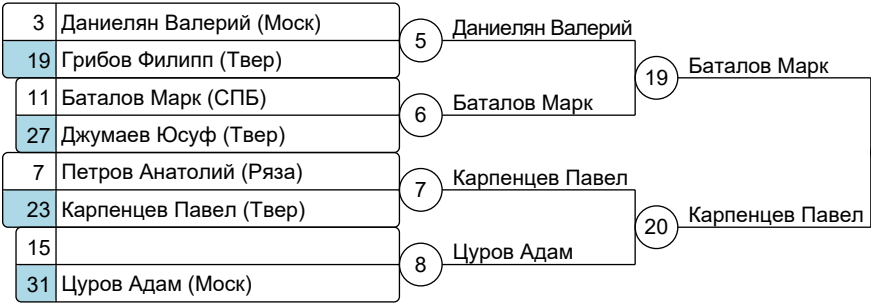 3 Даниелян Валерий (Моск)
19 Грибов Филипп (Твер)
11 Баталов Марк (СПБ)
27 Джумаев Юсуф (Твер)
7 Петров Анатолий (Ряза)
23 Карпенцев Павел (Твер)
15
31 Цуров Адам (Моск)
5 Даниелян Валерий
6 Баталов Марк
7 Карпенцев Павел
8 Цуров Адам
19 Баталов Марк
20 Карпенцев Павел